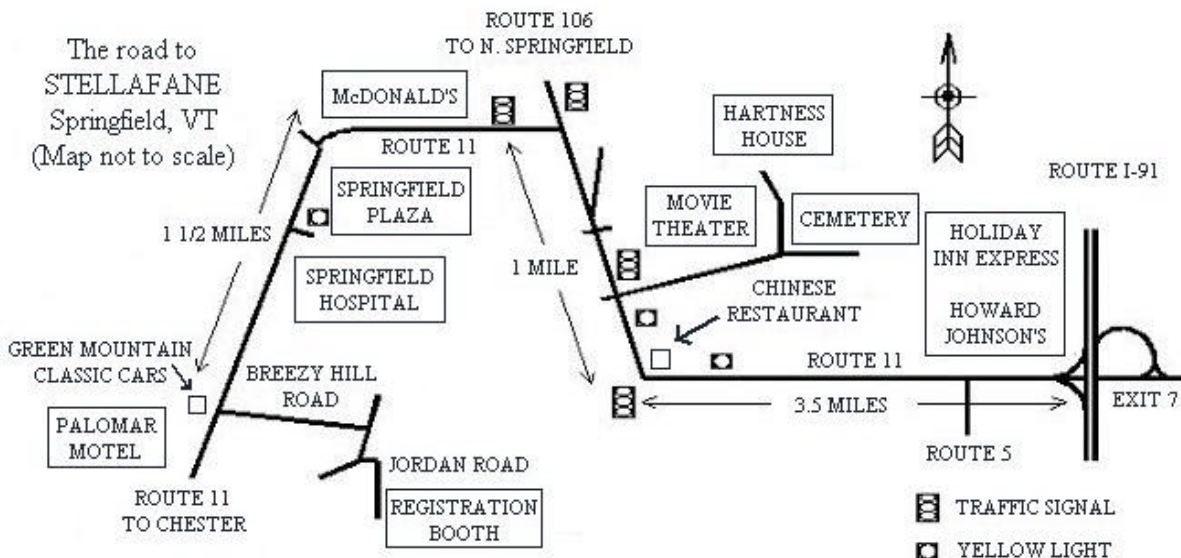 The road to
STELLAFANE
Springfield, VT
(Map not to scale)
ROUTE 106
TO N. SPRINGFIELD
McDONALD'S
ROUTE 11
HARTNESS
HOUSE
ROUTE I-91
SPRINGFIELD
PLAZA
MOVIE
THEATER
CEMETERY
HOLIDAY
INN EXPRESS
HOWARD
JOHNSON'S
1 1/2 MILES
SPRINGFIELD
HOSPITAL
1 MILE
CHINESE
RESTAURANT
GREEN MOUNTAIN
CLASSIC CARS
BREEZY HILL
ROAD
ROUTE 11
EXIT 7
3.5 MILES
PALOMAR
MOTEL
ROUTE 5
JORDAN ROAD
ROUTE 11
TO CHESTER
REGISTRATION
BOOTH
TRAFFIC SIGNAL
YELLOW LIGHT